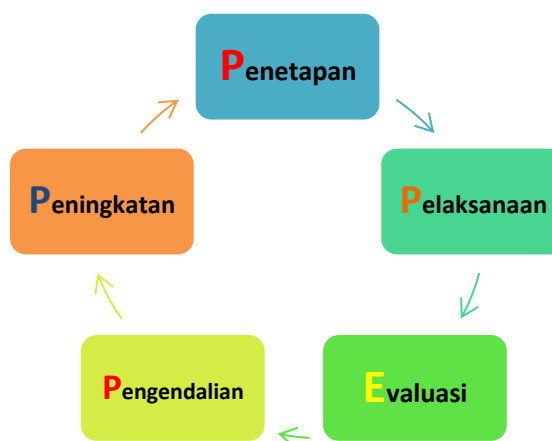 Penetapan
Pelaksanaan
Evaluasi
Pengendalian
Peningkatan